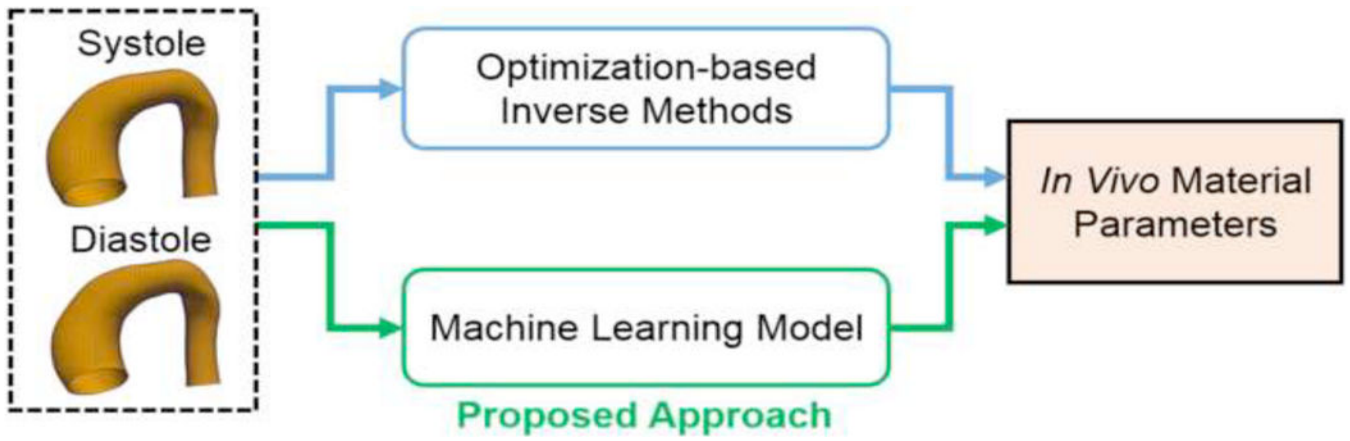 Systole
Diastole
Optimization-based
Inverse Methods
Machine Learning Model
Proposed Approach
In Vivo Material
Parameters